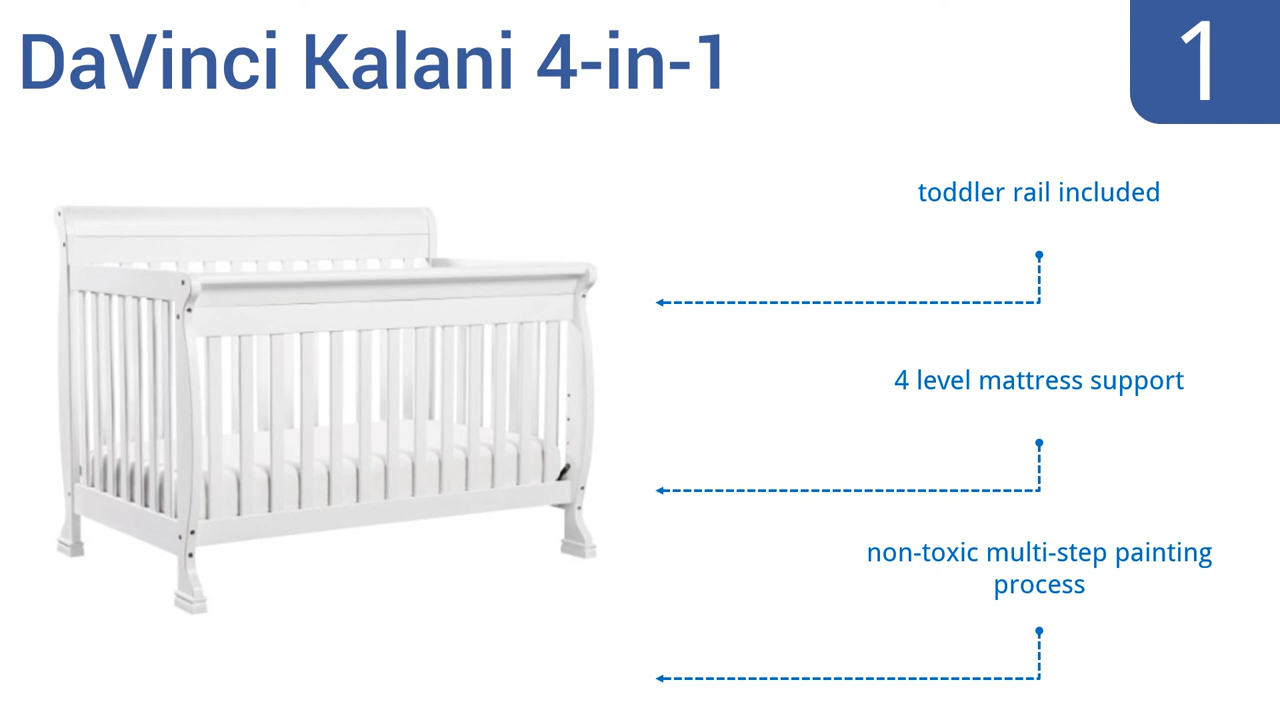 DaVinci Kalani 4-in-1
1
toddler rail included
4 level mattress support
non-toxic multi-step painting
process